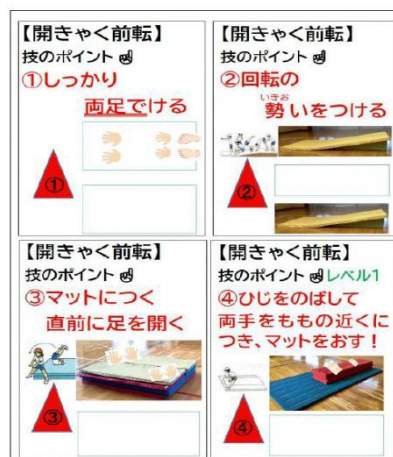 【開きゃく前転】
技のポイント
①しっかり
両足でける
①
【開きゃく前転】
技のポイント
②回転の
いきお
勢いをつける
②
【開きゃく前転】
技のポイント
③マットにつく
直前に足を開く
③
【開きゃく前転】
技のポイント レベル1
④ひじをのばして
両手をももの近くに
つき、マットをおす！
④